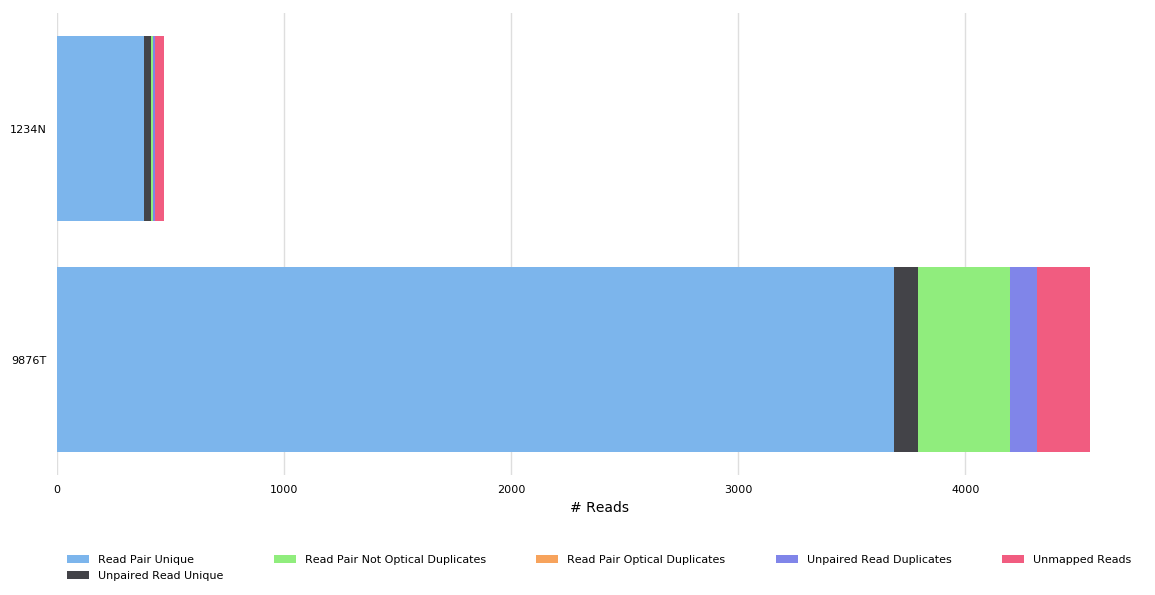 1234N
9876T
0 1000 2000 3000 4000
# Reads
Read Pair Unique Read Pair Not Optical Duplicates Read Pair Optical Duplicates Unpaired Read Duplicates Unmapped Reads
Unpaired Read Unique